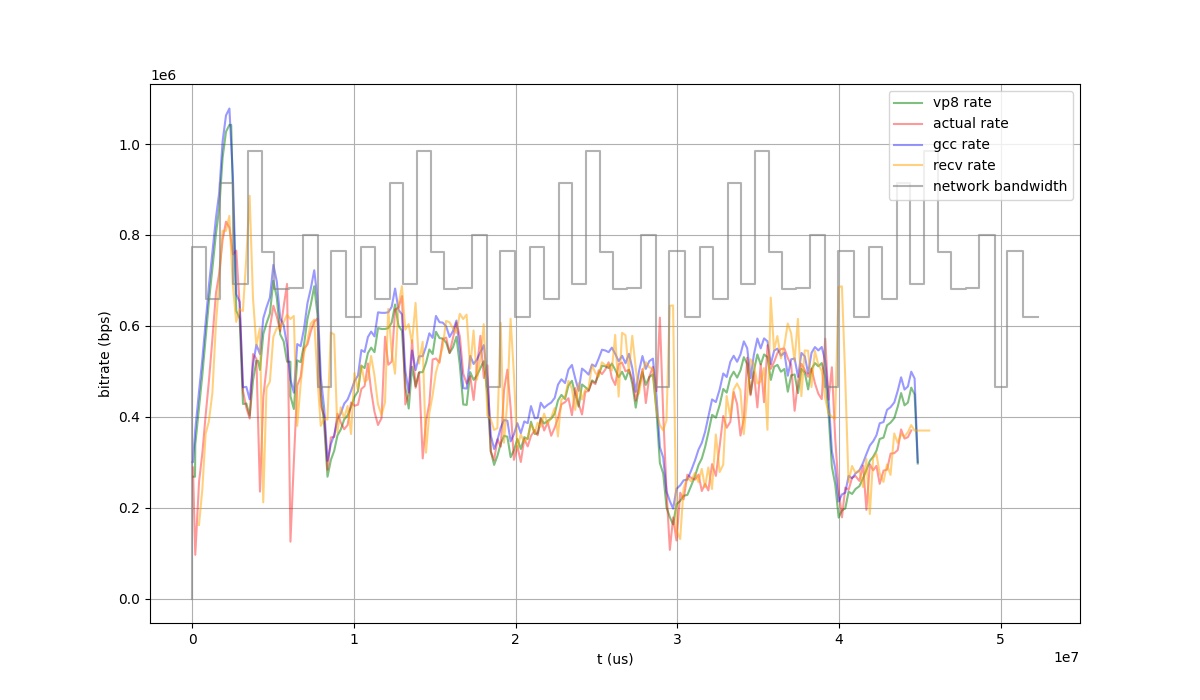 1e6
1.0
0.8
0.6
0.4
0.2
0.0
bitrate (bps)
vp8 rate
actual rate
gcc rate
recv rate
network bandwidth
0 1 2 3 4 5
1e7
t (us)